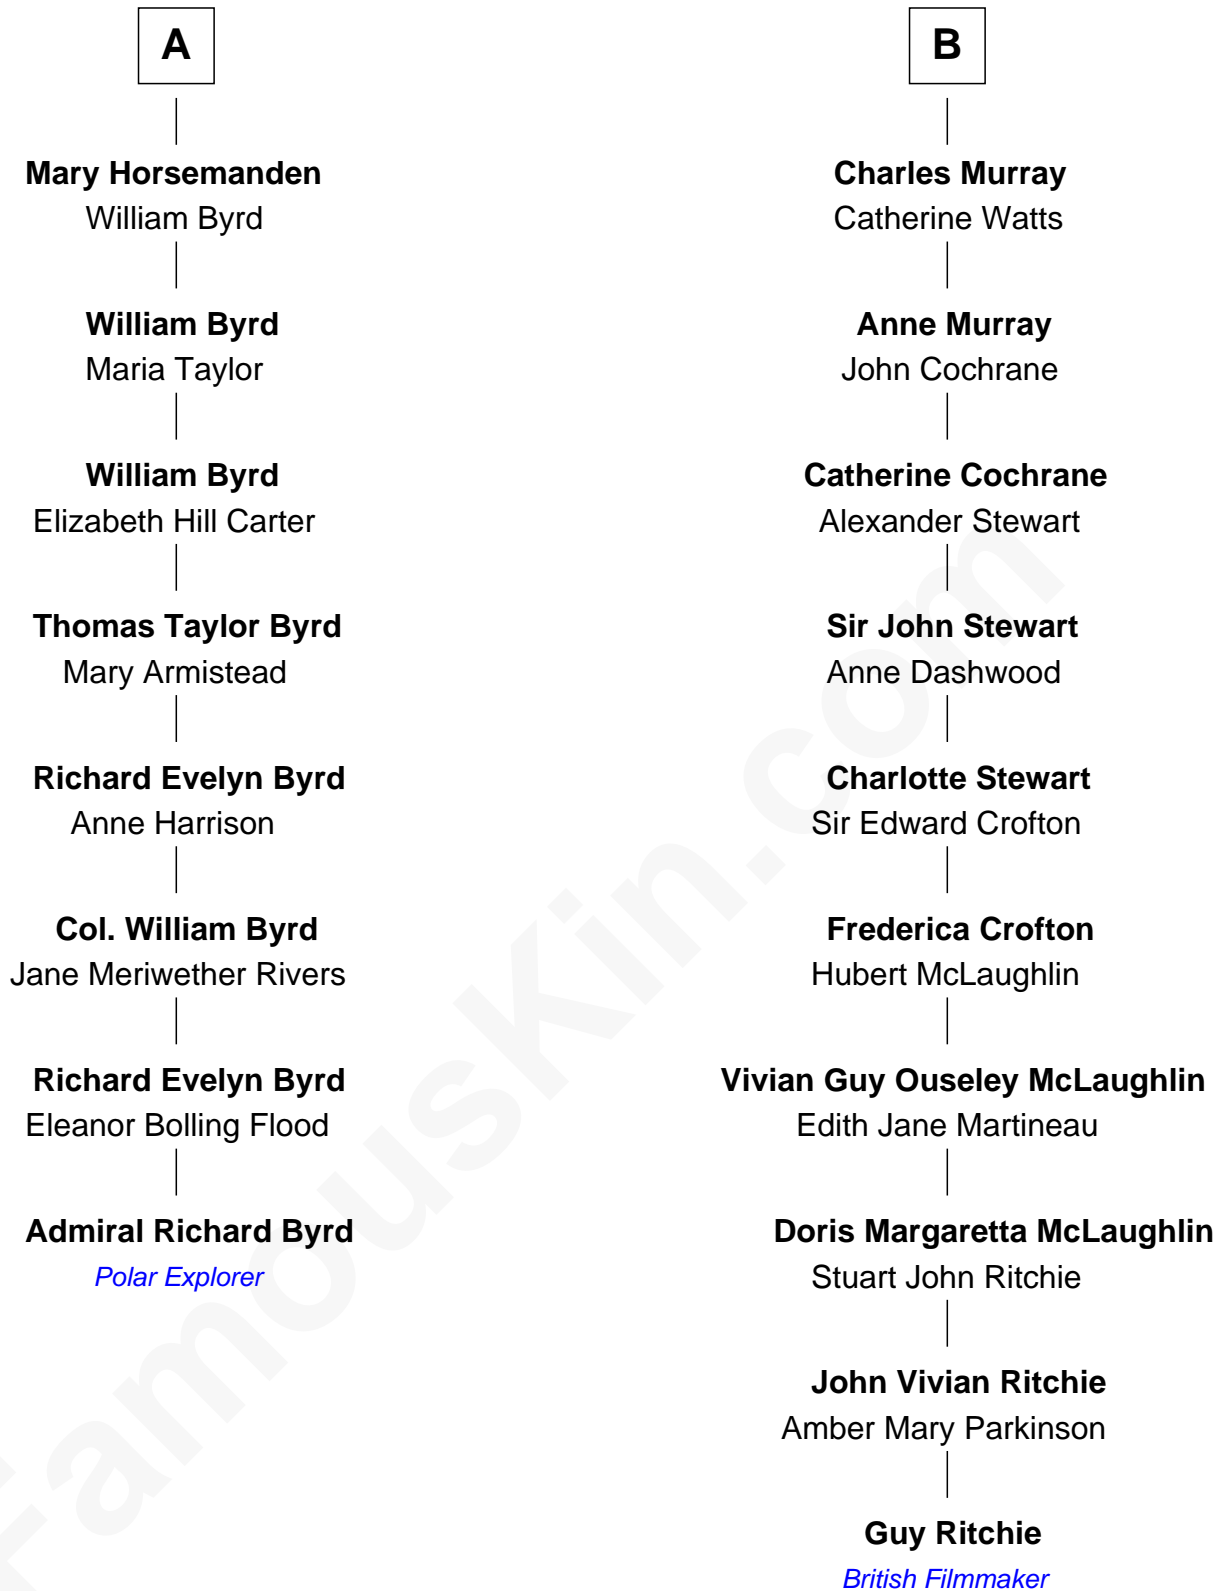 A
Mary Horsemanden
William Byrd
William Byrd
Maria Taylor
William Byrd
Elizabeth Hill Carter
Thomas Taylor Byrd
Mary Armistead
Richard Evelyn Byrd
Anne Harrison
Col. William Byrd
Jane Meriwether Rivers
Richard Evelyn Byrd
Eleanor Bolling Flood
Admiral Richard Byrd
Polar Explorer
B
Charles Murray
Catherine Watts
Anne Murray
John Cochrane
Catherine Cochrane
Alexander Stewart
Sir John Stewart
Anne Dashwood
Charlotte Stewart
Sir Edward Crofton
Frederica Crofton
Hubert McLaughlin
Vivian Guy Ouseley McLaughlin
Edith Jane Martineau
Doris Margaretta McLaughlin
Stuart John Ritchie
John Vivian Ritchie
Amber Mary Parkinson
Guy Ritchie
British Filmmaker
FamousKin.com